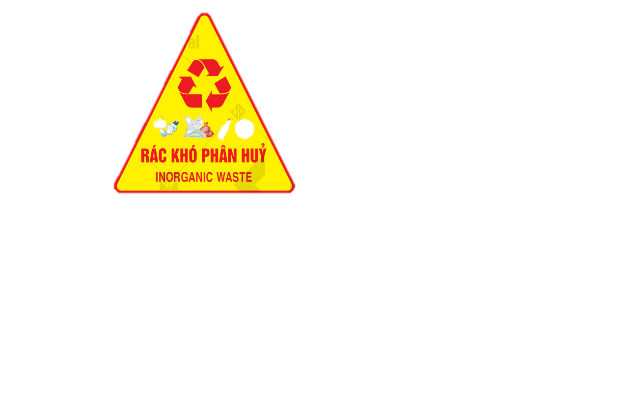 RÁC KHÓ PHÂN HUỶ
INORGANIC WASTE